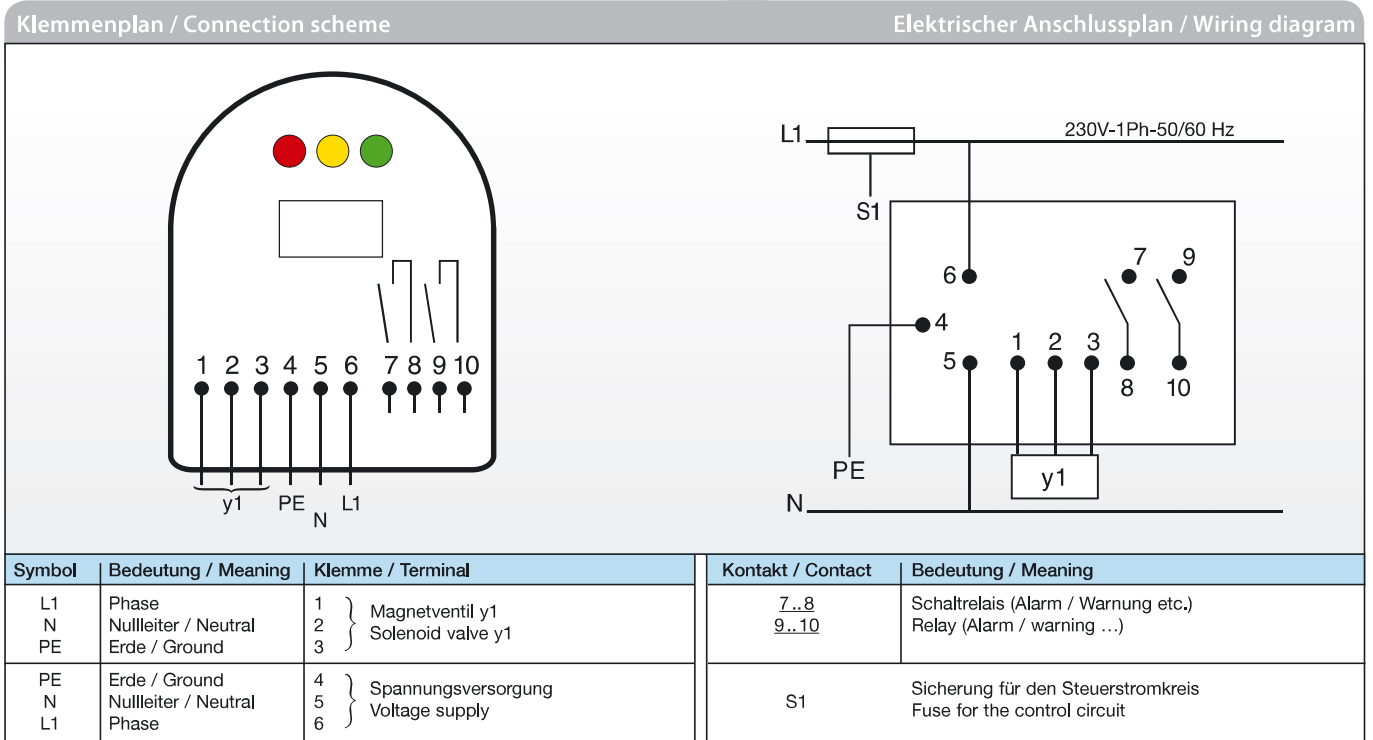 Klemmenplan / Connection scheme
Elektrischer Anschlussplan / Wiring diagram
1 2 3 4 5 6 7 8 9 10
y1 PE N L1
L1
230V-1Ph-50/60 Hz
S1
7 9
6
4
1 2 3
5
8 10
PE
y1
N
Symbol Bedeutung / Meaning Klemme / Terminal
L1 Phase 1
N Nullleiter / Neutral 2
PE Erde / Ground 3
Magnetventil y1
Solenoid valve y1
PE Erde / Ground 4
N Nullleiter / Neutral 5
L1 Phase 6
Spannungsversorgung
Voltage supply
Kontakt / Contact Bedeutung / Meaning
7..8 Schaltrelais (Alarm / Warnung etc.)
9..10 Relay (Alarm / warning …)
S1
Sicherung für den Steuerstromkreis
Fuse for the control circuit